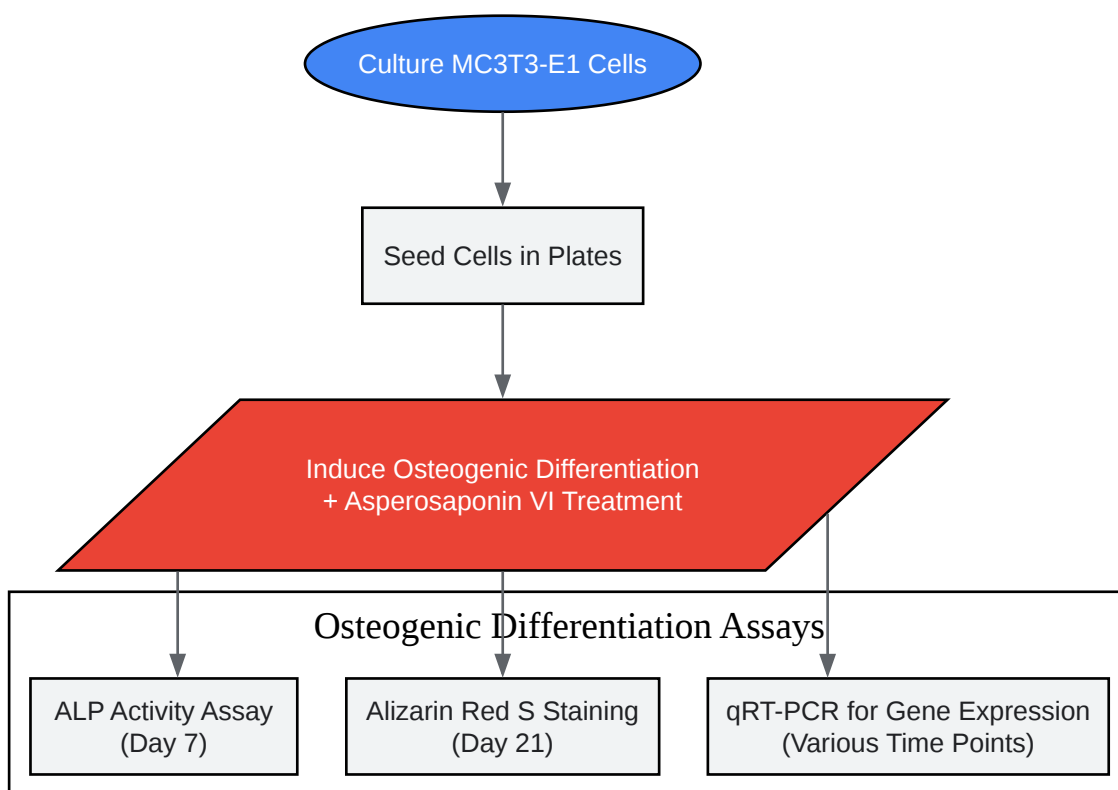 Culture MC3T3-E1 Cells
Seed Cells in Plates
Induce Osteogenic Differentiation
+ Asperosaponin VI Treatment
Osteogenic Differentiation Assays
ALP Activity Assay
(Day 7)
Alizarin Red S Staining
(Day 21)
qRT-PCR for Gene Expression
(Various Time Points)